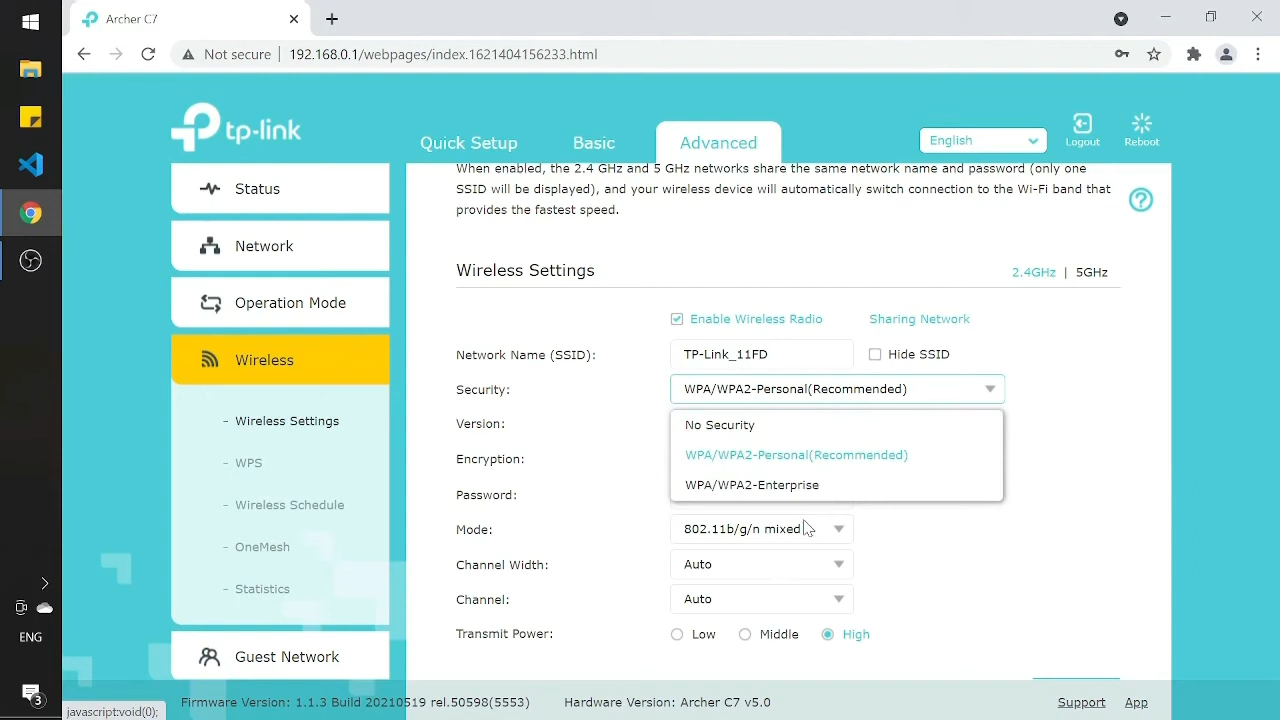 Archer C7
Not secure
192.168.0.1/webpages/index.1621404156233.html
tp-link
Quick Setup
Basic
Advanced
English
Logout
Reboot
When enabled, the 2.4 GHz and 5 GHz networks share the same network name and password (only one
SSID will be displayed), and your wireless device will automatically switch connection to the Wi-Fi band that
provides the fastest speed.
Status
Network
Operation Mode
Wireless
- Wireless Settings
- WPS
- Wireless Schedule
- OneMesh
- Statistics
Guest Network
Wireless Settings
2.4GHz | 5GHz
Enable Wireless Radio
Sharing Network
Network Name (SSID):
TP-Link_11FD
Hide SSID
Security:
WPA/WPA2-Personal(Recommended)
No Security
WPA/WPA2-Personal(Recommended)
WPA/WPA2-Enterprise
Version:
Encryption:
Password:
Mode:
802.11b/g/n mixed
Channel Width:
Auto
Channel:
Auto
Transmit Power:
Low
Middle
High
Firmware Version: 1.1.3 Build 20210519 rel.50598(5553)
Hardware Version: Archer C7 v5.0
Support
App
ENG
3
javascript:void(0);